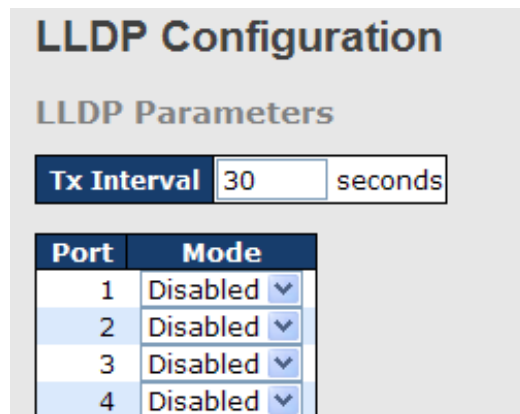 LLDP Configuration
LLDP Parameters
Tx Interval 30 seconds
Port Mode
1 Disabled
2 Disabled
3 Disabled
4 Disabled